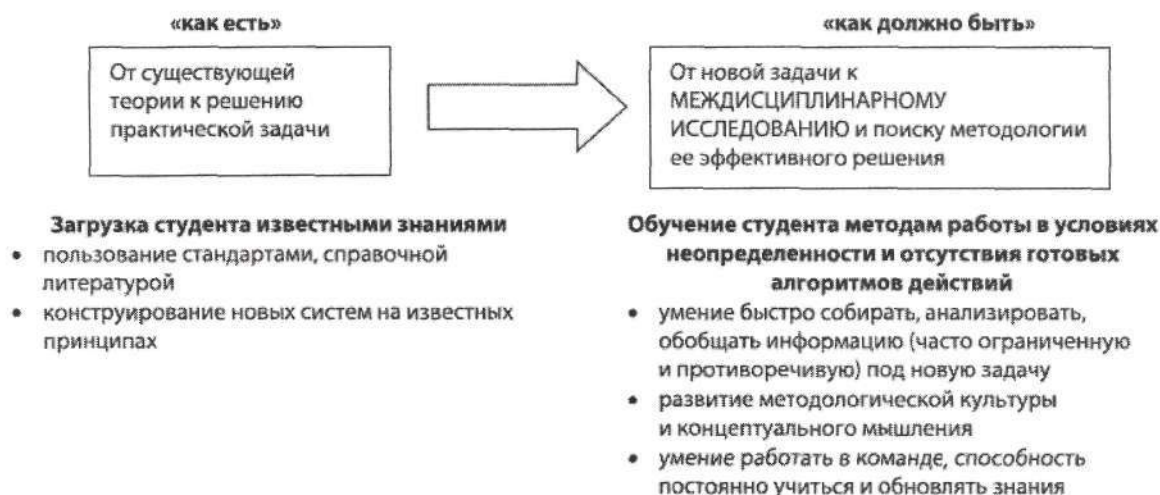 «как есть»
От существующей
теории к решению
практической задачи
Загрузка студента известными знаниями
• пользование стандартами, справочной
литературой
• конструирование новых систем на известных
принципах
«как должно быть»
От новой задачи к
МЕЖДИСЦИПЛИНАРНОМУ
ИССЛЕДОВАНИЮ и поиску методологии
ее эффективного решения
Обучение студента методам работы в условиях
неопределенности и отсутствия готовых
алгоритмов действий
• умение быстро собирать, анализировать,
обобщать информацию (часто ограниченную
и противоречивую) под новую задачу
• развитие методологической культуры
и концептуального мышления
• умение работать в команде, способность
постоянно учиться и обновлять знания